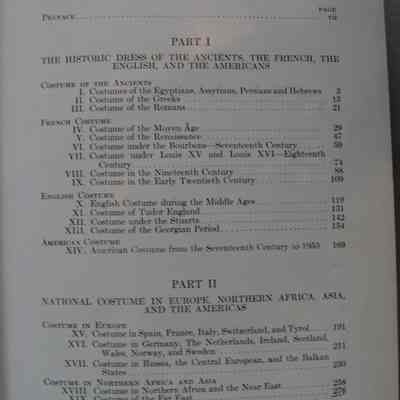 PAGE
PREFACE vii
PART I
THE HISTORIC DRESS OF THE ANCIENTS, THE FRENCH, THE
ENGLISH, AND THE AMERICANS
COSTUME OF THE ANCIENTS
I. Costumes of the Egyptians, Assyrians, Persians and Hebrews 3
II. Costume of the Greeks 13
III. Costume of the Romans 21
FRENCH COSTUME
IV. Costume of the Moyen Âge 29
V. Costume of the Renaissance 47
VI. Costume under the Bourbons—Seventeenth Century 59
VII. Costume under Louis XV and Louis XVI—Eighteenth
Century 74
VIII. Costume in the Nineteenth Century 88
IX. Costume in the Early Twentieth Century 109
ENGLISH COSTUME
X. English Costume during the Middle Ages 119
XI. Costume of Tudor England 131
XII. Costume under the Stuarts 142
XIII. Costume of the Georgian Period 154
AMERICAN COSTUME
XIV. American Costume from the Seventeenth Century to 1950 169
PART II
NATIONAL COSTUME IN EUROPE, NORTHERN AFRICA, ASIA,
AND THE AMERICAS
COSTUME IN EUROPE
XV. Costume in Spain, France, Italy, Switzerland, and Tyrol 191
XVI. Costume in Germany, The Netherlands, Ireland, Scotland,
Wales, Norway, and Sweden 211
XVII. Costume in Russia, the Central European, and the Balkan
States 230
COSTUME IN NORTHERN AFRICA AND ASIA
XVIII. Costume in Northern Africa and the Near East 258
XIX. Costume of the Far East 278